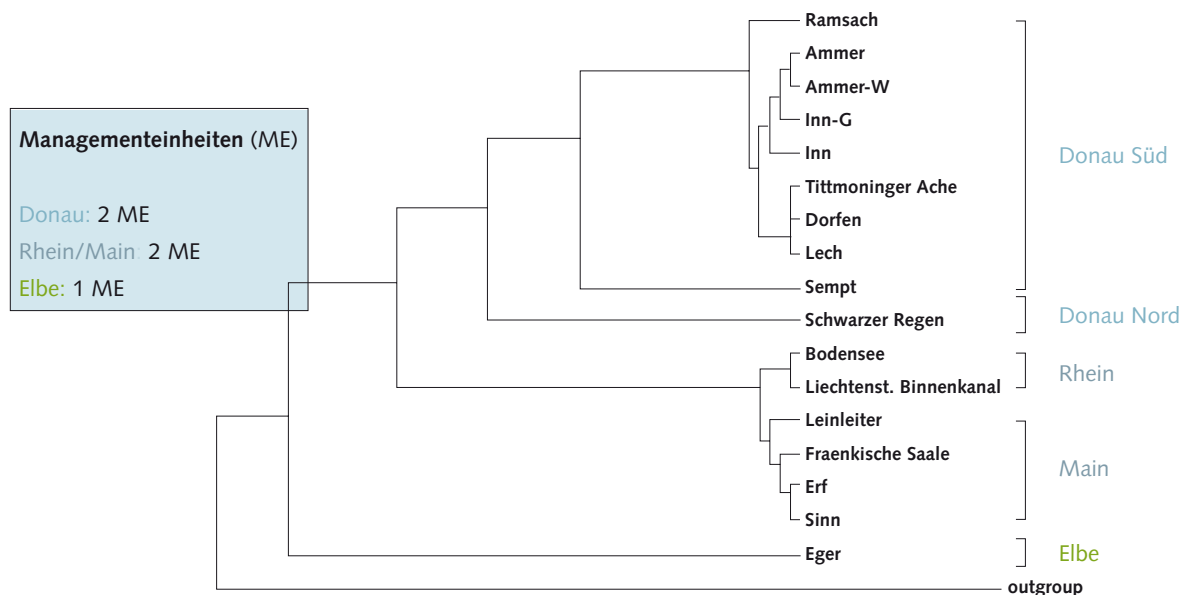 Managementeinheiten (ME)
Donau: 2 ME
Rhein/Main: 2 ME
Elbe: 1 ME
Ramsach
Ammer
Ammer-W
Inn-G
Inn
Tittmoninger Ache
Dorfen
Lech
Sempt
Donau Süd
Schwarzer Regen
Donau Nord
Bodensee
Liechtenst. Binnenkanal
Rhein
Leinleiter
Fraenkische Saale
Erf
Sinn
Main
Eger
Elbe
outgroup